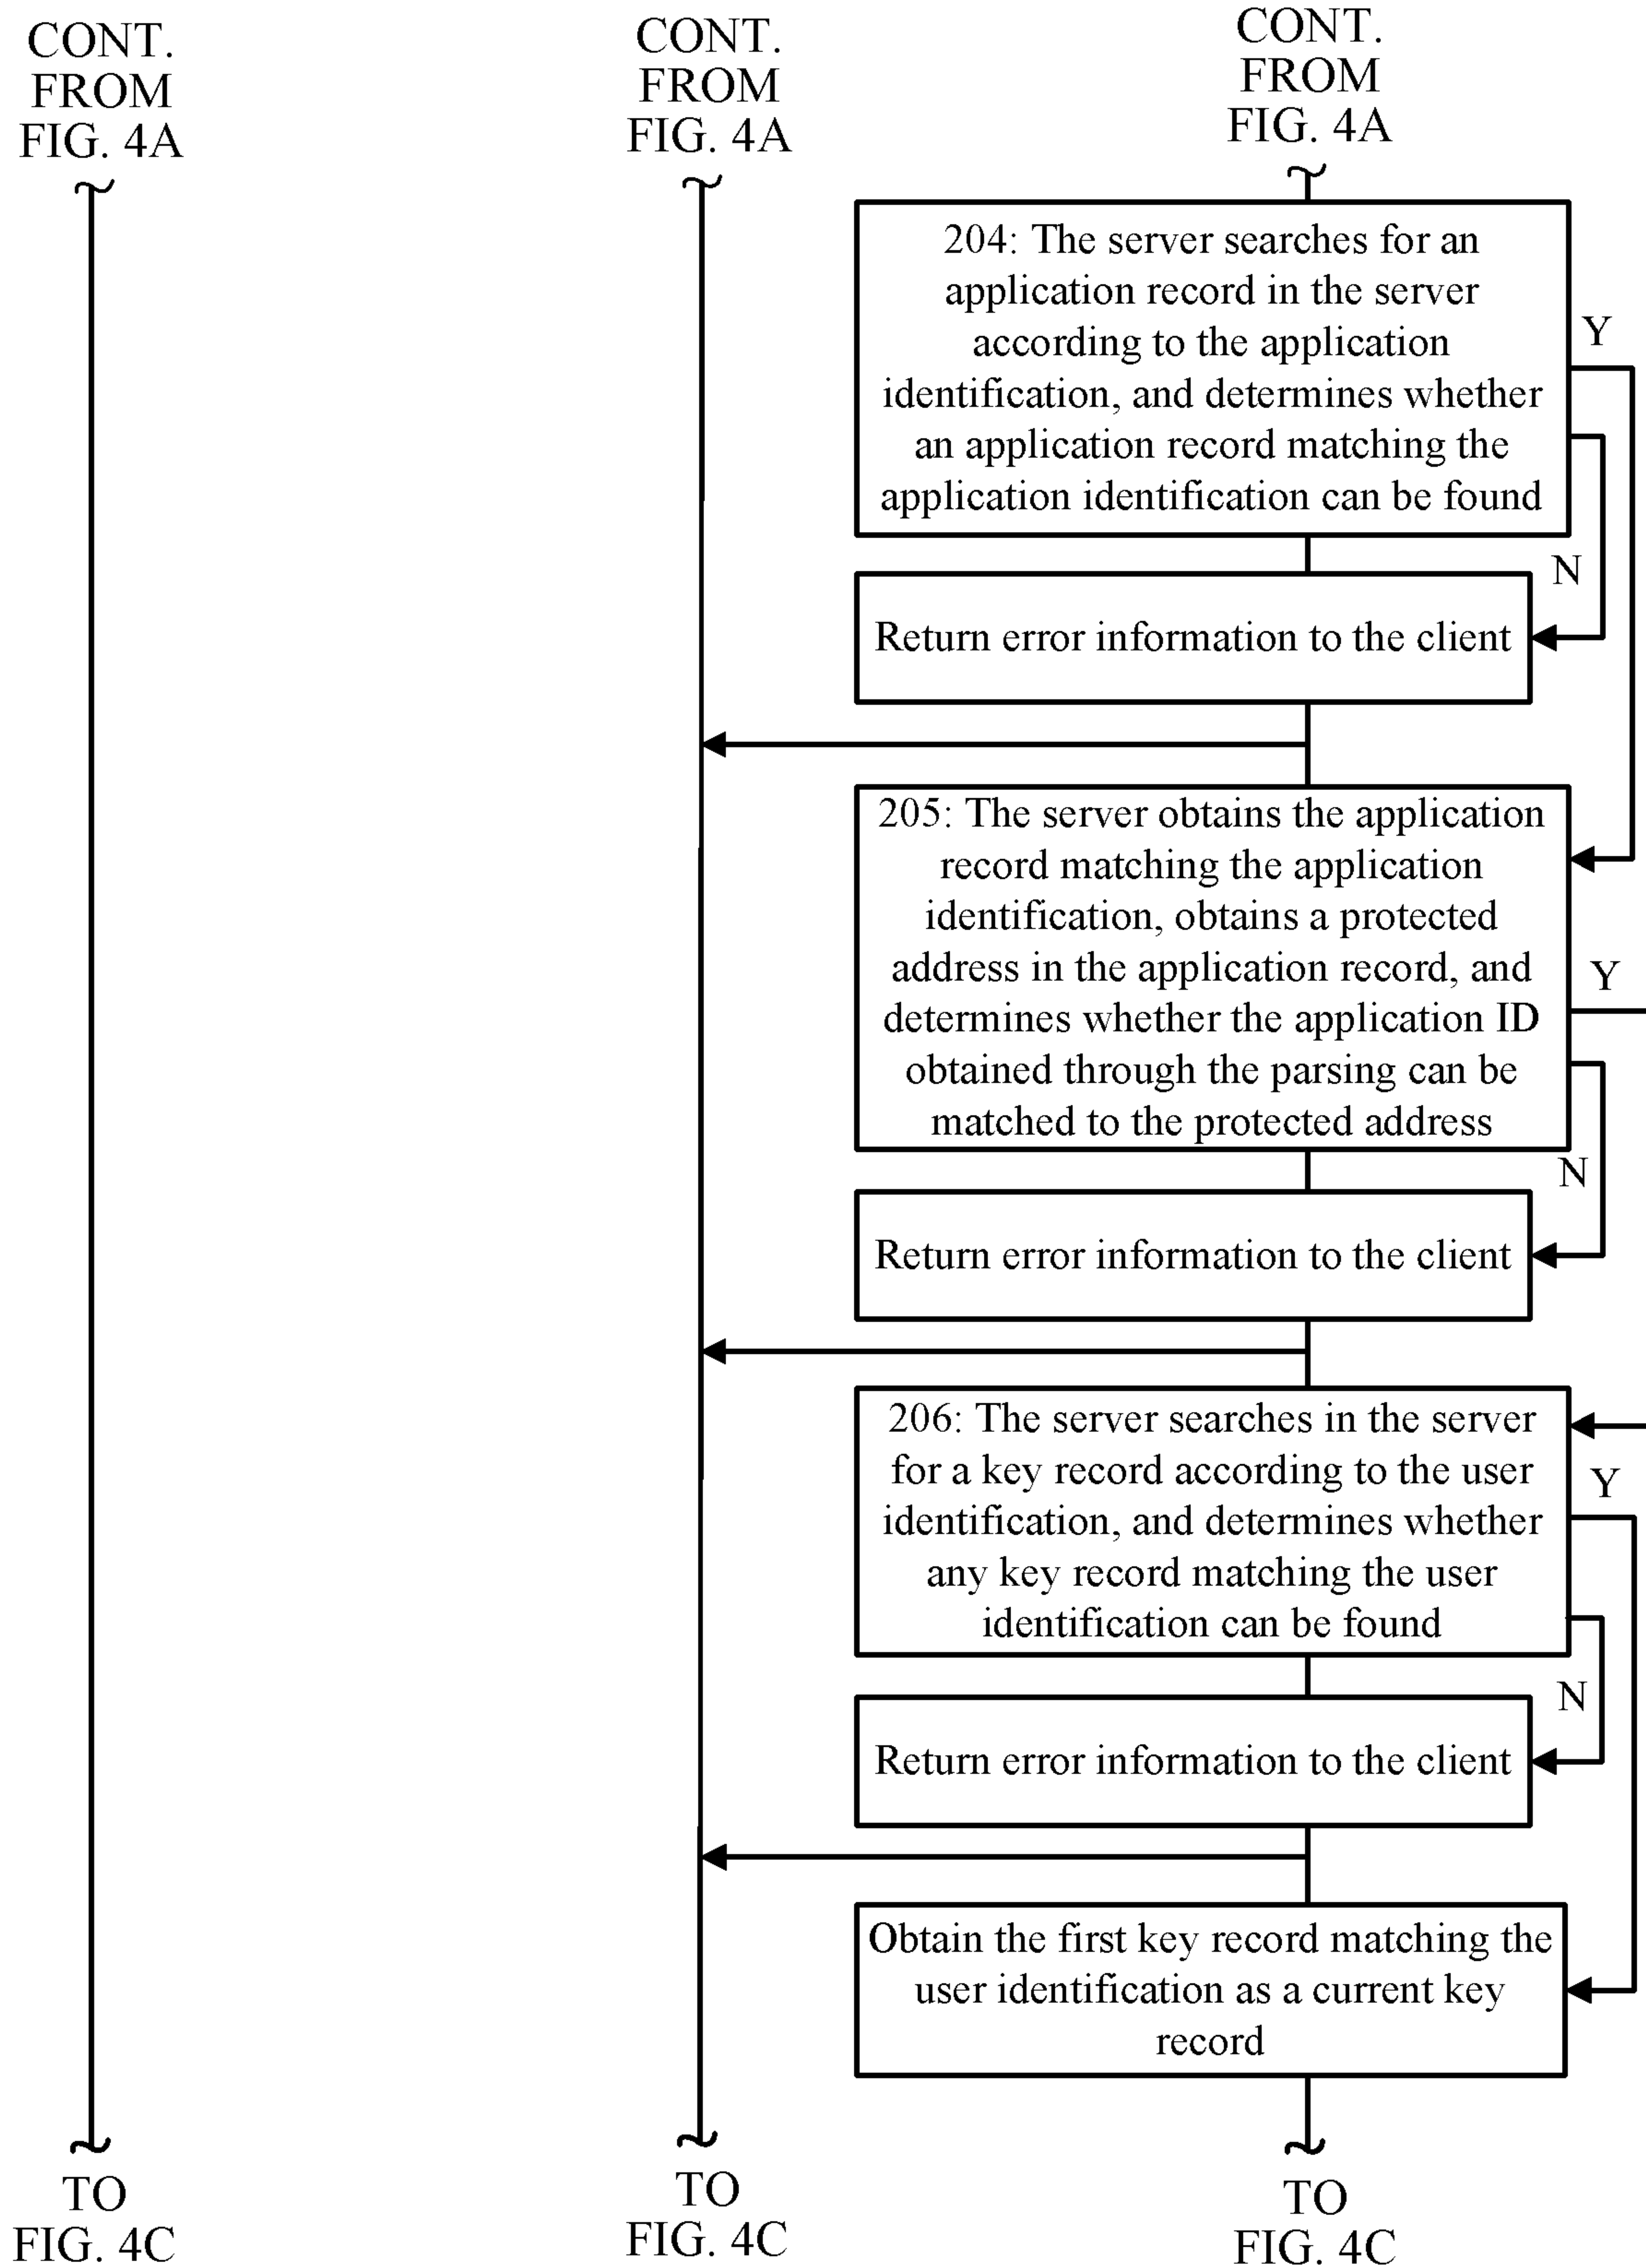 CONT.
FROM
FIG. 4A
CONT.
FROM
FIG. 4A
CONT.
FROM
FIG. 4A
204: The server searches for an
application record in the server
according to the application
identification, and determines whether
an application record matching the
application identification can be found
Y
N
Return error information to the client
205: The server obtains the application
record matching the application
identification, obtains a protected
address in the application record, and
determines whether the application ID
obtained through the parsing can be
matched to the protected address
Y
N
Return error information to the client
206: The server searches in the server
for a key record according to the user
identification, and determines whether
any key record matching the user
identification can be found
Y
N
Return error information to the client
Obtain the first key record matching the
user identification as a current key
record
TO
FIG. 4C
TO
FIG. 4C
TO
FIG. 4C